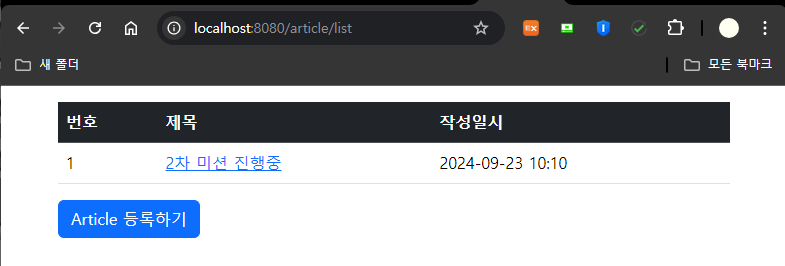 localhost:8080/article/list
새 폴더
모든 북마크
번호 제목 작성일시
1 2차 미션 진행중 2024-09-23 10:10
Article 등록하기